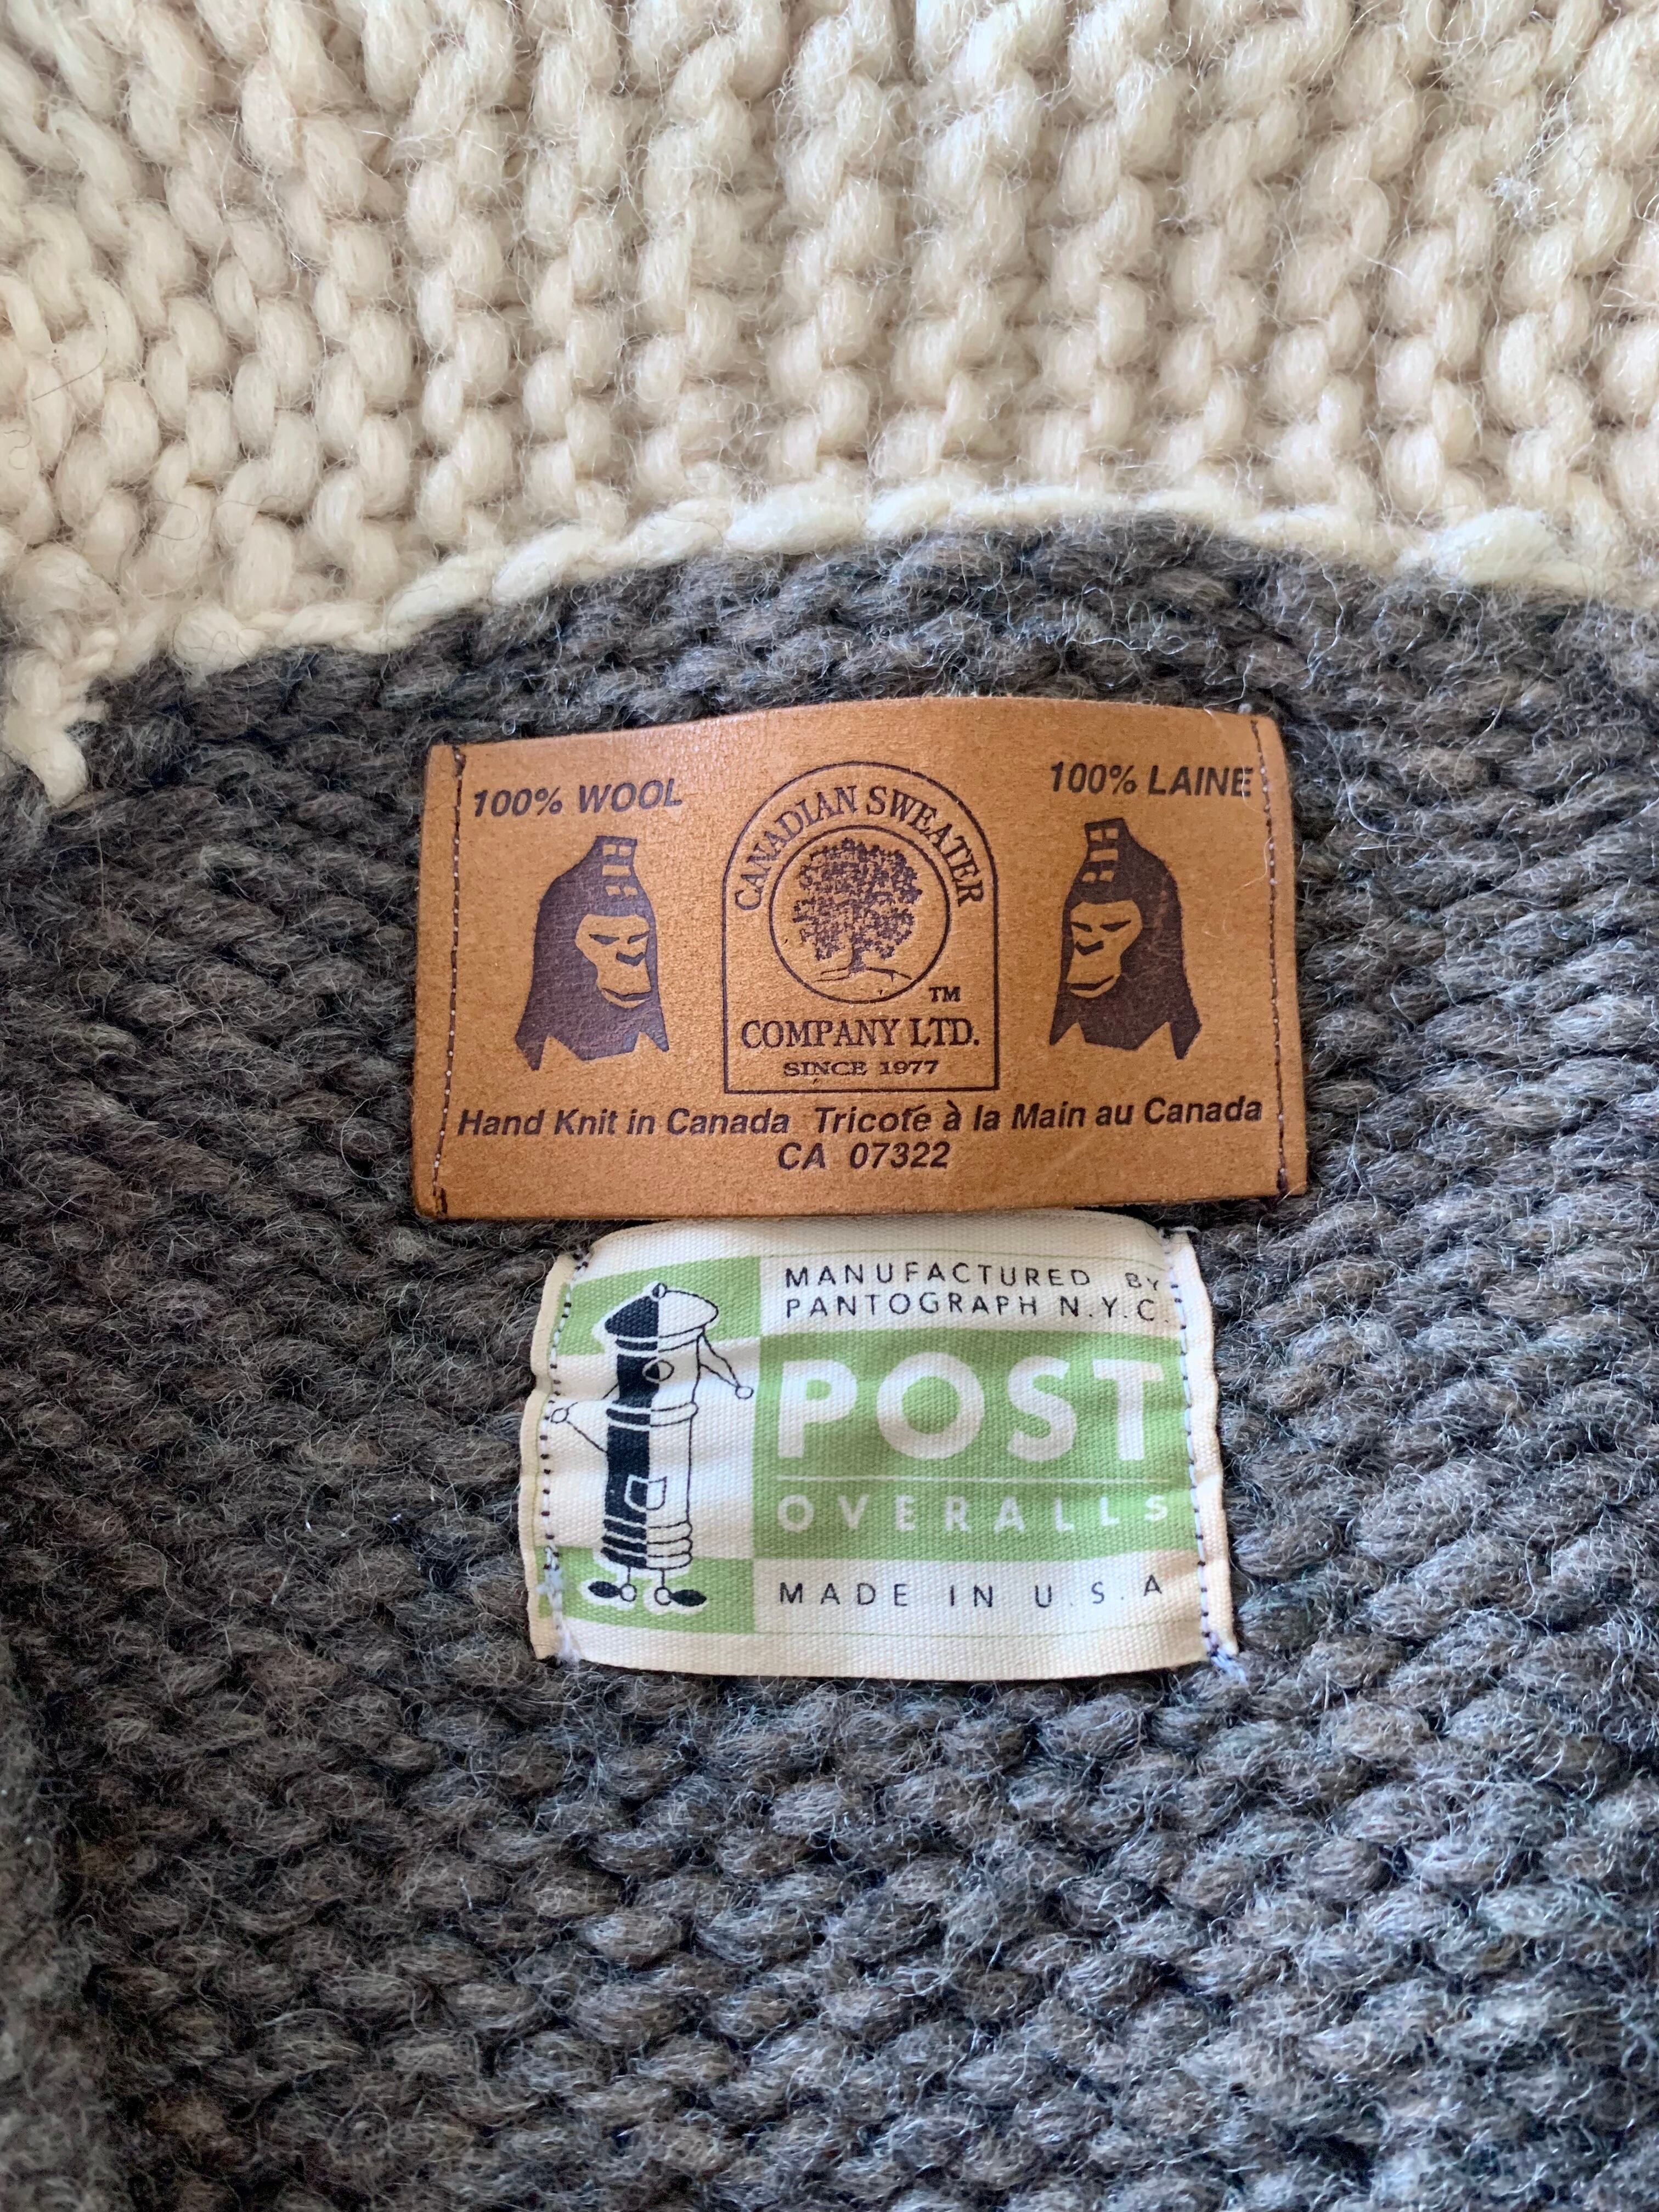 100% WOOL
100% LAINE
CANADIAN SWEATER
TM
COMPANY LTD.
SINCE 1977
Hand Knit in Canada Tricoté à la Main au Canada
CA 07322
MANUFACTURED BY
PANTOGRAPH N.Y.C.
POST
OVERALLS
MADE IN U.S.A